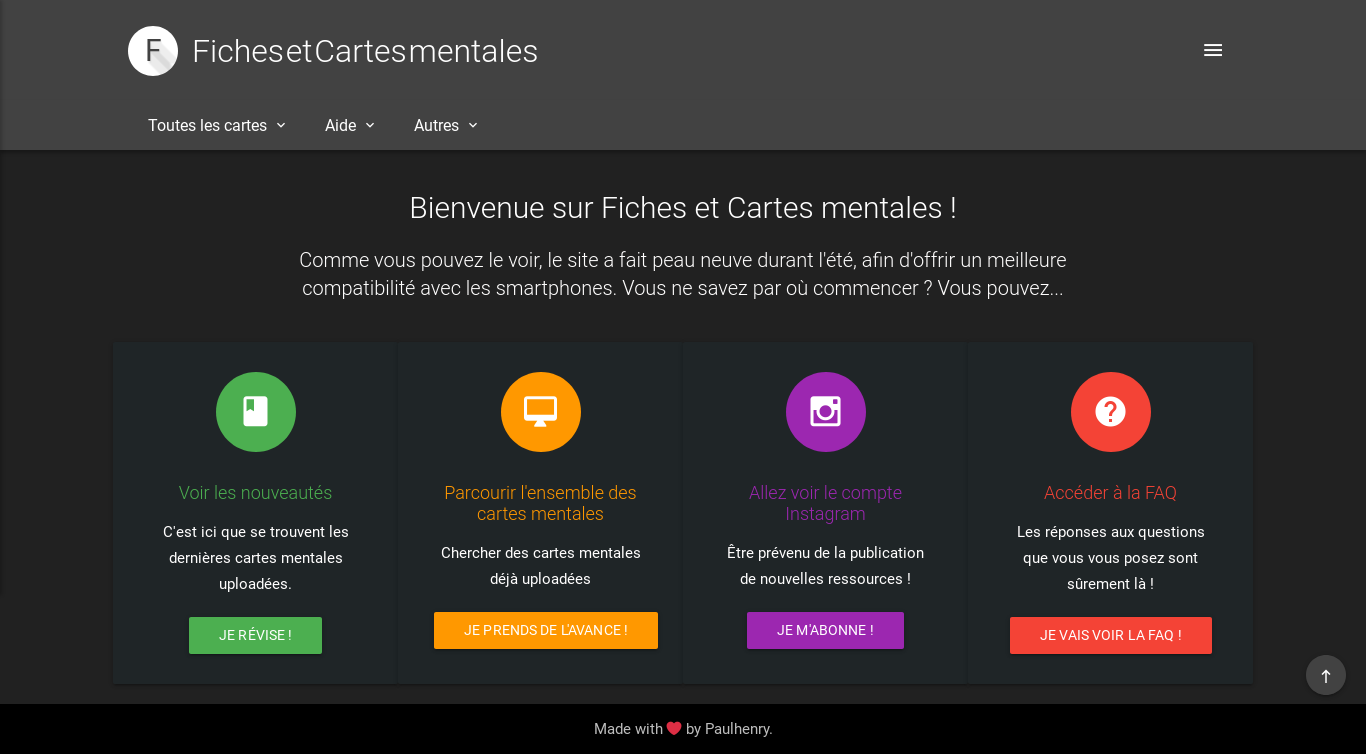 F
FichesetCartesmentales
Toutes les cartes
Aide
Autres
Bienvenue sur Fiches et Cartes mentales !
Comme vous pouvez le voir, le site a fait peau neuve durant l'été, afin d'offrir un meilleure
compatibilité avec les smartphones. Vous ne savez par où commencer ? Vous pouvez...
Voir les nouveautés
C'est ici que se trouvent les
dernières cartes mentales
uploadées.
JE RÉVISE !
Parcourir l'ensemble des
cartes mentales
Chercher des cartes mentales
déjà uploadées
JE PRENDS DE L'AVANCE !
Allez voir le compte
Instagram
Être prévenu de la publication
de nouvelles ressources !
JE M'ABONNE !
Accéder à la FAQ
Les réponses aux questions
que vous vous posez sont
sûrement là !
JE VAIS VOIR LA FAQ !
Made with ❤ by Paulhenry.